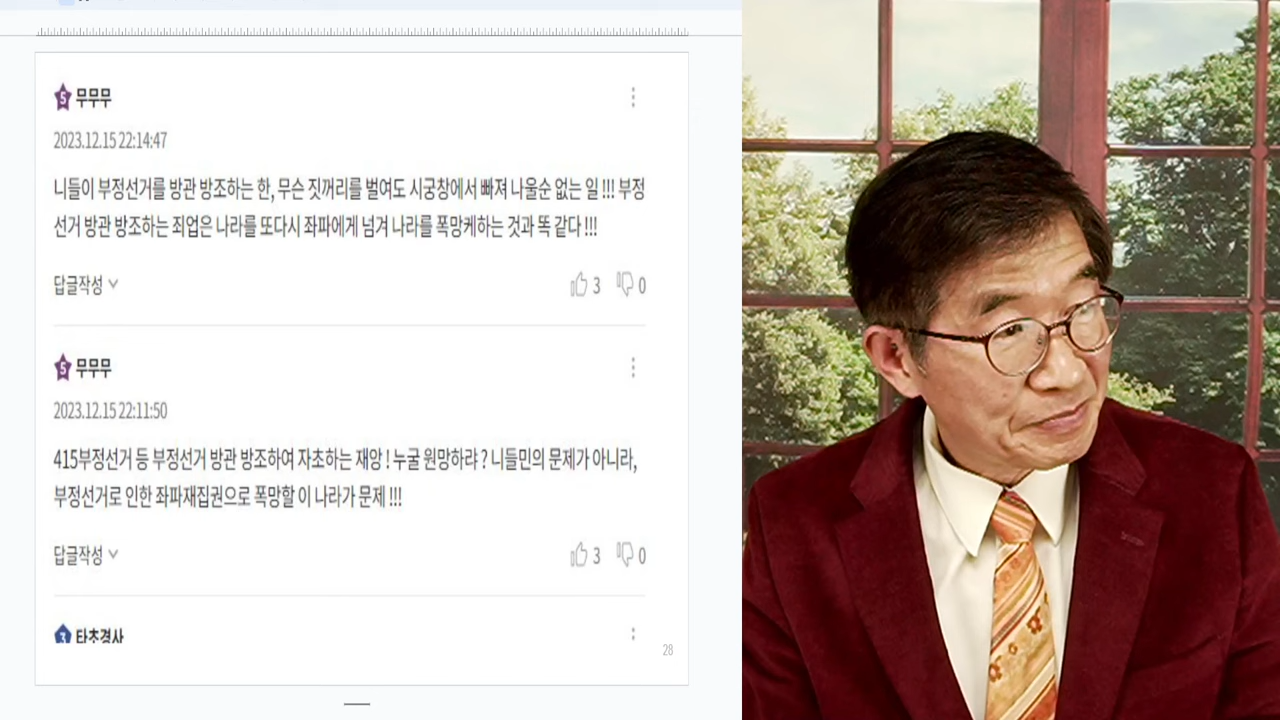 5 무무무
2023.12.15 22:14:47
니들이 부정선거를 방관 방조하는 한, 무슨 짓꺼리를 벌여도 시궁창에서 빠져 나올순 없는 일 !!! 부정
선거 방관 방조하는 죄업은 나라를 또다시 좌파에게 넘겨 나라를 폭망케하는 것과 똑 같다 !!!
답글작성
3 0
5 무무무
2023.12.15 22:11:50
415부정선거 등 부정선거 방관 방조하여 자초하는 재앙 ! 누굴 원망하랴 ? 니들민의 문제가 아니라,
부정선거로 인한 좌파재집권으로 폭망할 이 나라가 문제 !!!
답글작성
3 0
3 타초경사
28